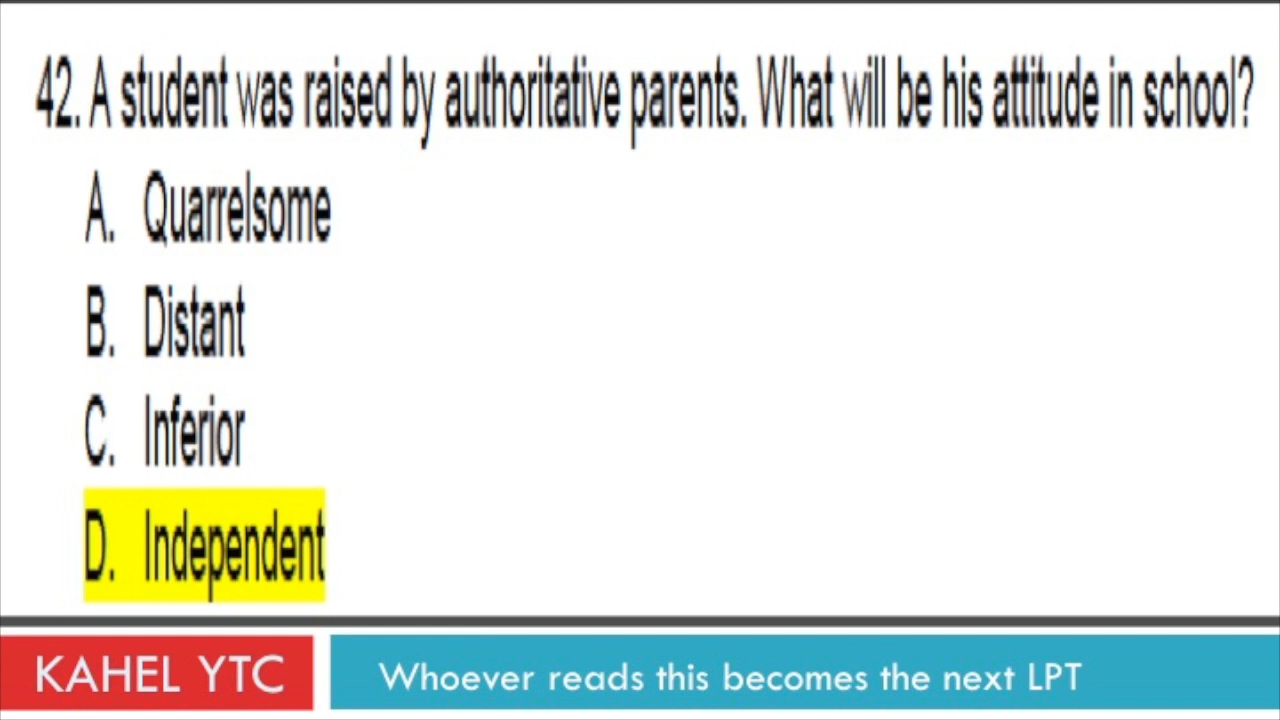 42. A student was raised by authoritative parents. What will be his attitude in school?
A. Quarrelsome
B. Distant
C. Inferior
D. Independent
KAHEL YTC
Whoever reads this becomes the next LPT